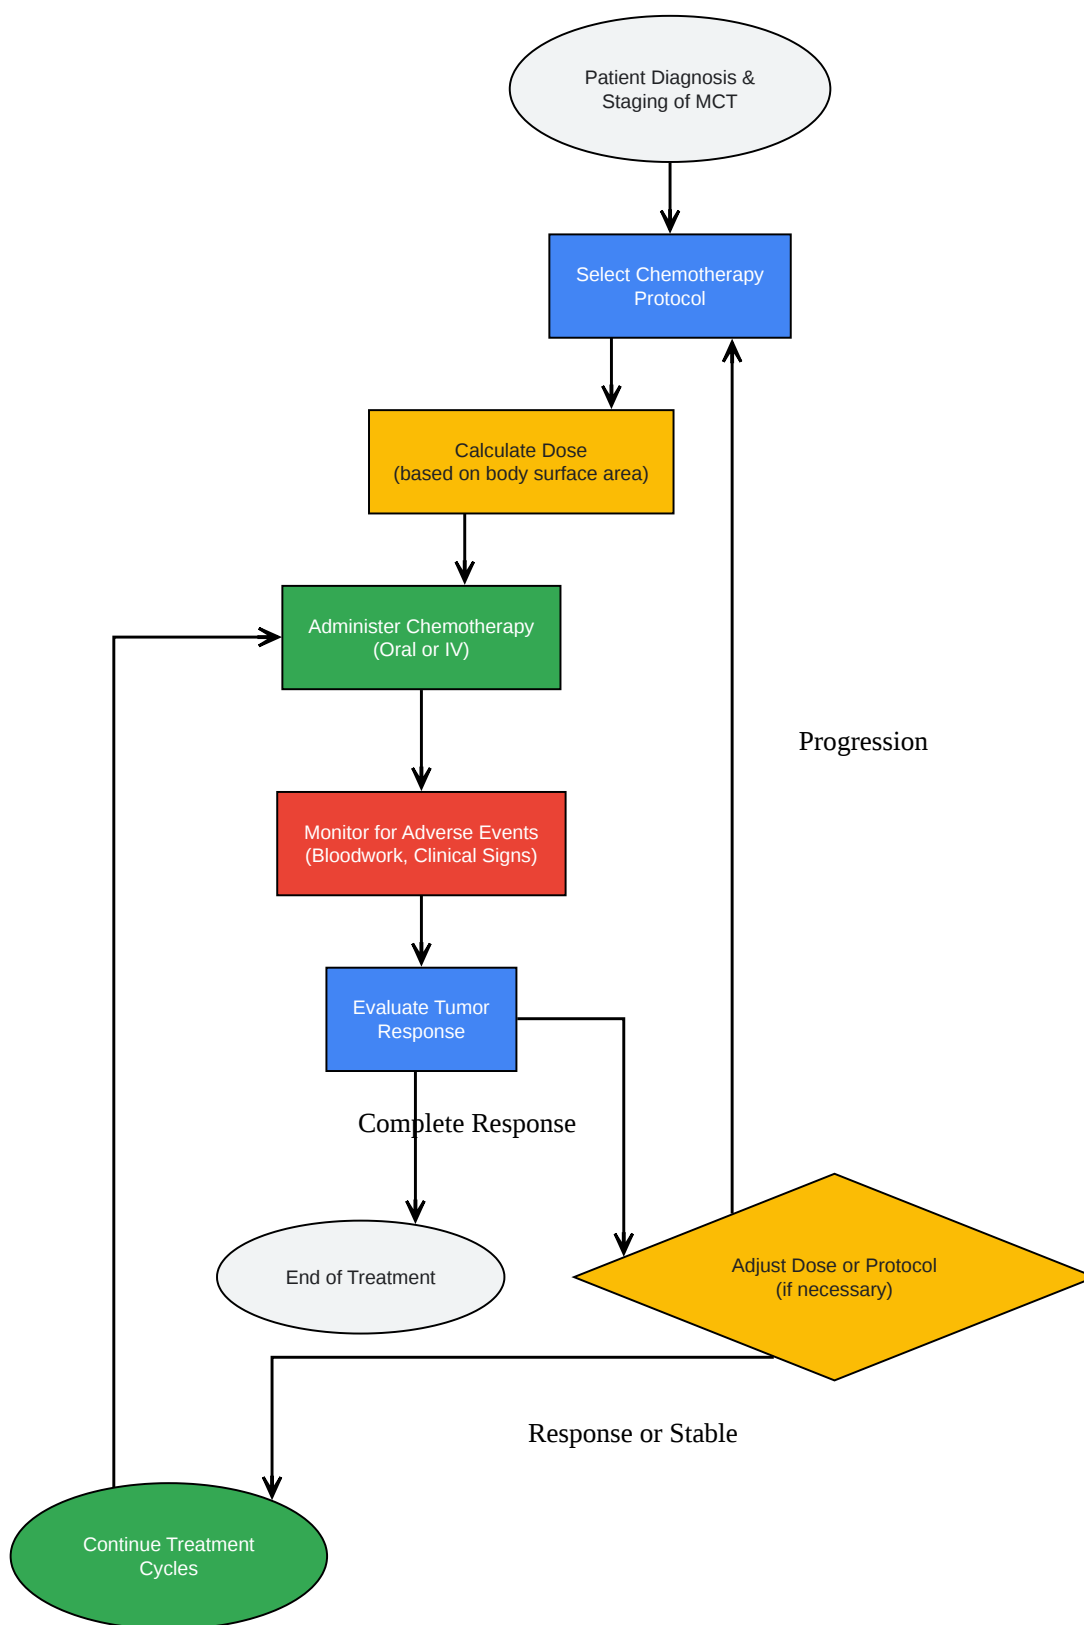 Patient Diagnosis &
Staging of MCT
Select Chemotherapy
Protocol
Calculate Dose
(based on body surface area)
Administer Chemotherapy
(Oral or IV)
Progression
Monitor for Adverse Events
(Bloodwork, Clinical Signs)
Evaluate Tumor
Response
Complete Response
Adjust Dose or Protocol
(if necessary)
End of Treatment
Response or Stable
Continue Treatment
Cycles